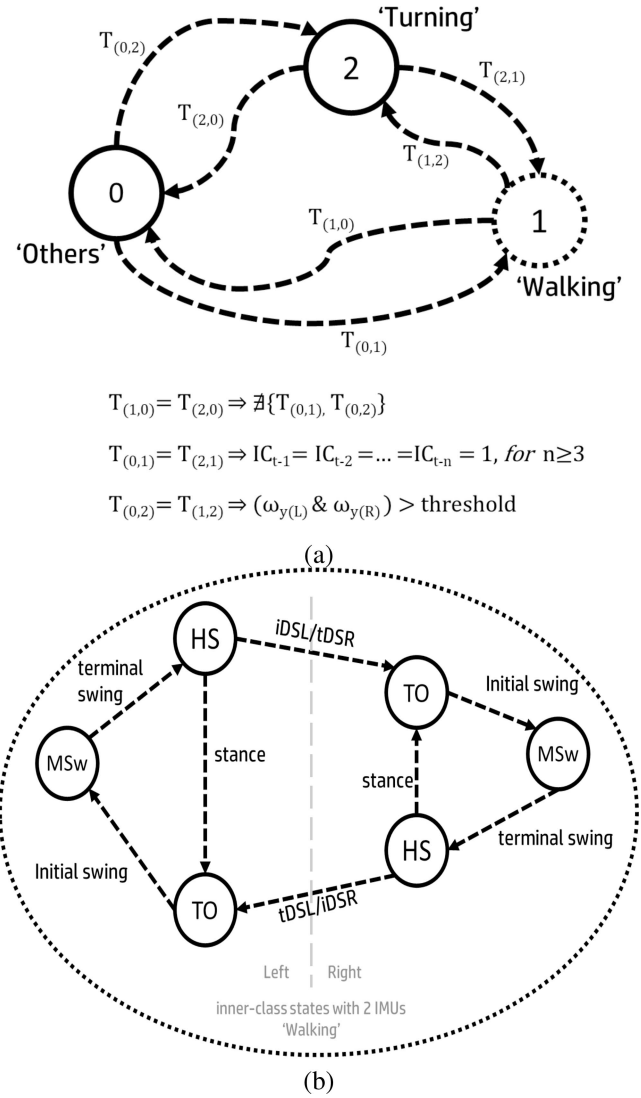 'Turning'
T(0,2)
2
T(2,1)
T(2,0)
T(1,2)
0
T(1,0)
1
'Others'
'Walking'
T(0,1)
T(1,0)= T(2,0) ⇒ ∄{T(0,1), T(0,2)}
T(0,1)= T(2,1) ⇒ ICt-1= ICt-2 =...=ICt-n = 1, for n≥3
T(0,2)= T(1,2) ⇒ (ωy(L) & ωy(R)) > threshold
(a)
HS
iDSL/tDSR
terminal
swing
TO
Initial swing
MSw
stance
MSw
stance
HS
terminal swing
Initial swing
TO
tDSL/iDSR
Left
Right
inner-class states with 2 IMUs
'Walking'
(b)